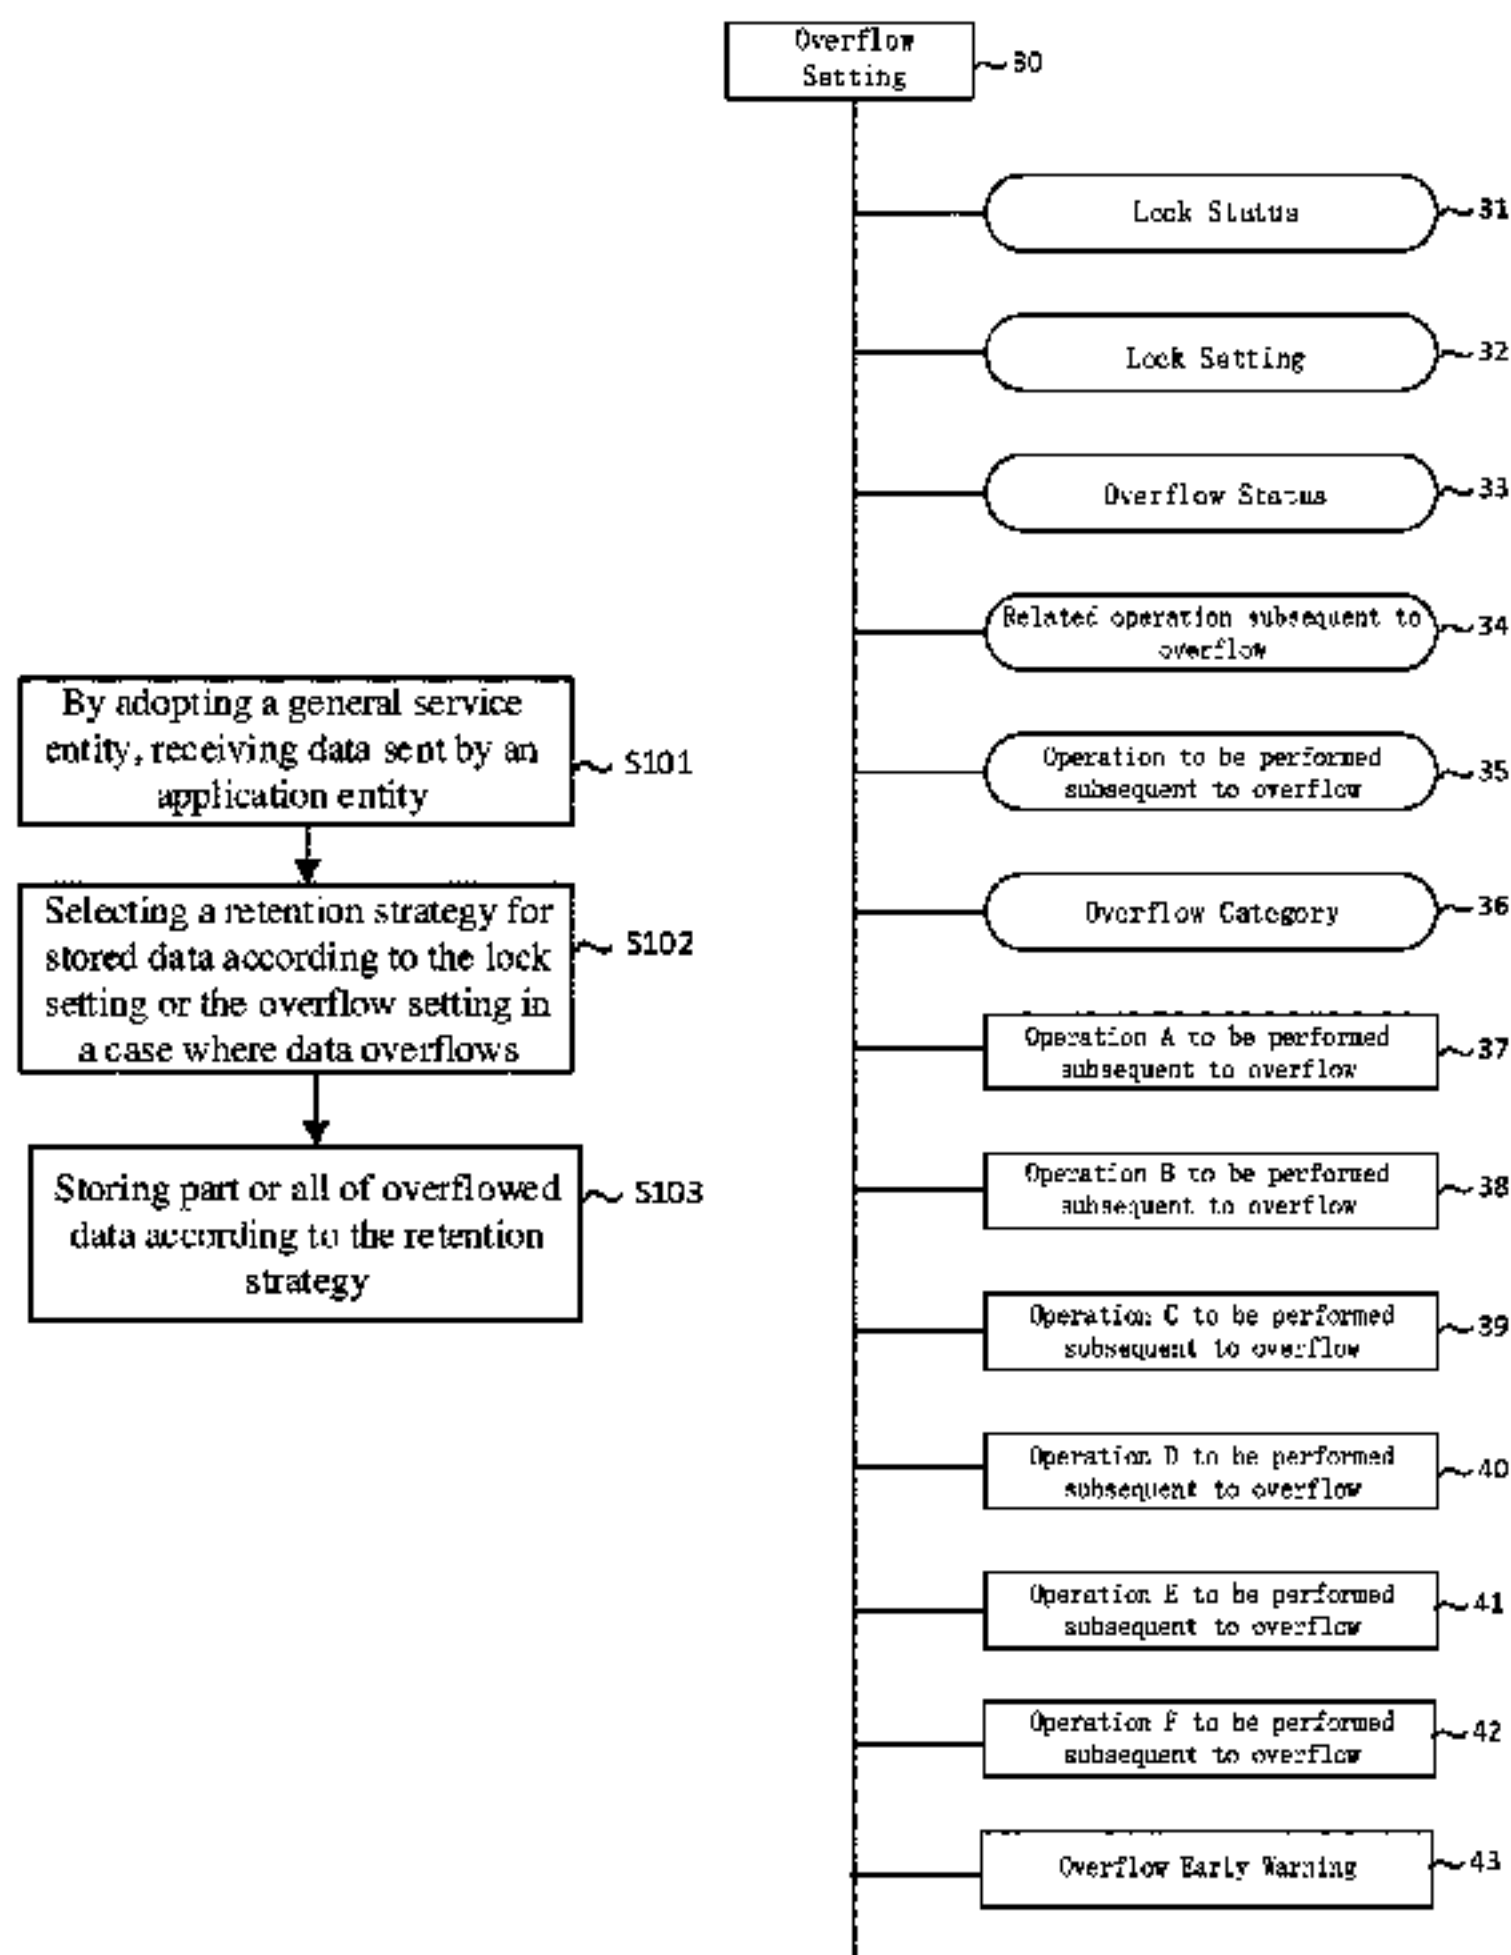 By adopting a general service
entity, receiving data sent by an
application entity
S101
Selecting a retention strategy for
stored data according to the lock
setting or the overflow setting in
a case where data overflows
S102
Storing part or all of overflowed
data according to the retention
strategy
S103
Overflow
Setting
30
Lock Status
31
Lock Setting
32
Overflow Status
33
Related operation subsequent to
overflow
34
Operation to be performed
subsequent to overflow
35
Overflow Category
36
Operation A to be performed
subsequent to overflow
37
Operation B to be performed
subsequent to overflow
38
Operation C to be performed
subsequent to overflow
39
Operation D to be performed
subsequent to overflow
40
Operation E to be performed
subsequent to overflow
41
Operation F to be performed
subsequent to overflow
42
Overflow Early Warning
43